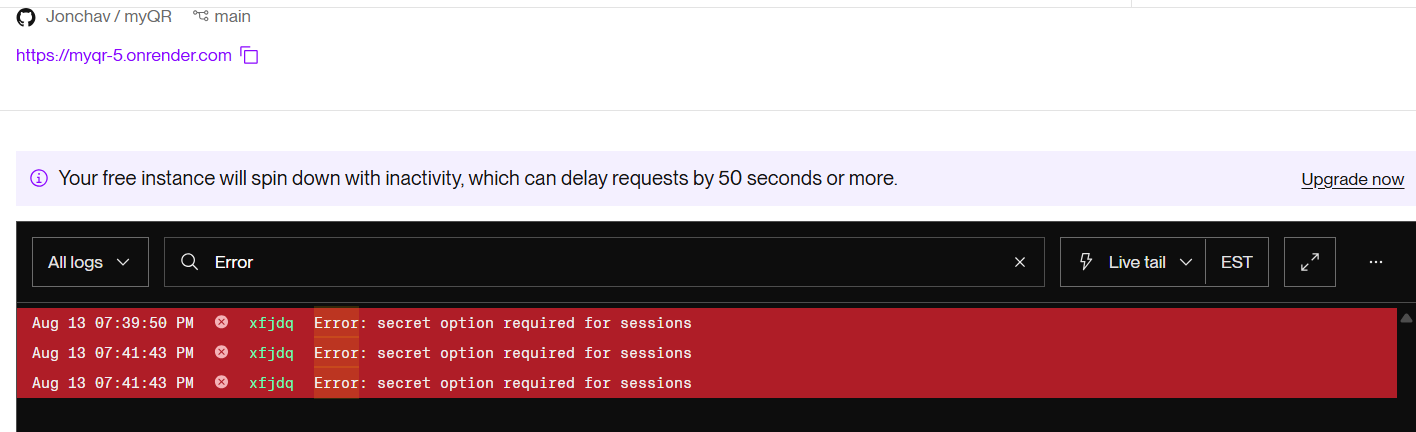 Jonchav / myQR main
https://myqr-5.onrender.com
Your free instance will spin down with inactivity, which can delay requests by 50 seconds or more. Upgrade now
All logs Error Live tail EST
Aug 13 07:39:50 PM xfjdq Error: secret option required for sessions
Aug 13 07:41:43 PM xfjdq Error: secret option required for sessions
Aug 13 07:41:43 PM xfjdq Error: secret option required for sessions